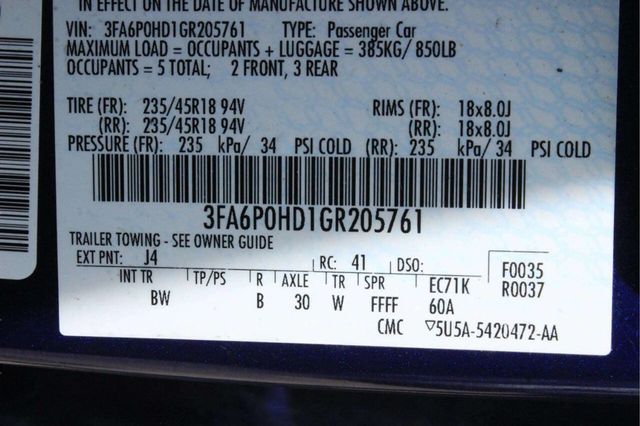 IN EFFECT ON THE DATE OF MANUFACTURE SHOWN ABOVE.
VIN: 3FA6P0HD1GR205761 TYPE: Passenger Car
MAXIMUM LOAD = OCCUPANTS + LUGGAGE = 385KG/ 850LB
OCCUPANTS = 5 TOTAL; 2 FRONT, 3 REAR
TIRE (FR): 235/45R18 94V RIMS (FR): 18x8.0J
(RR): 235/45R18 94V (RR): 18x8.0J
PRESSURE (FR): 235 kPa/ 34 PSI COLD (RR): 235 kPa/ 34 PSI COLD
3FA6P0HD1GR205761
TRAILER TOWING - SEE OWNER GUIDE
EXT PNT: J4 RC: 41 DSO: F0035
INT TR TP/PS R AXLE TR SPR EC71K R0037
BW B 30 W FFFF 60A
CMC ▽5U5A-5420472-AA